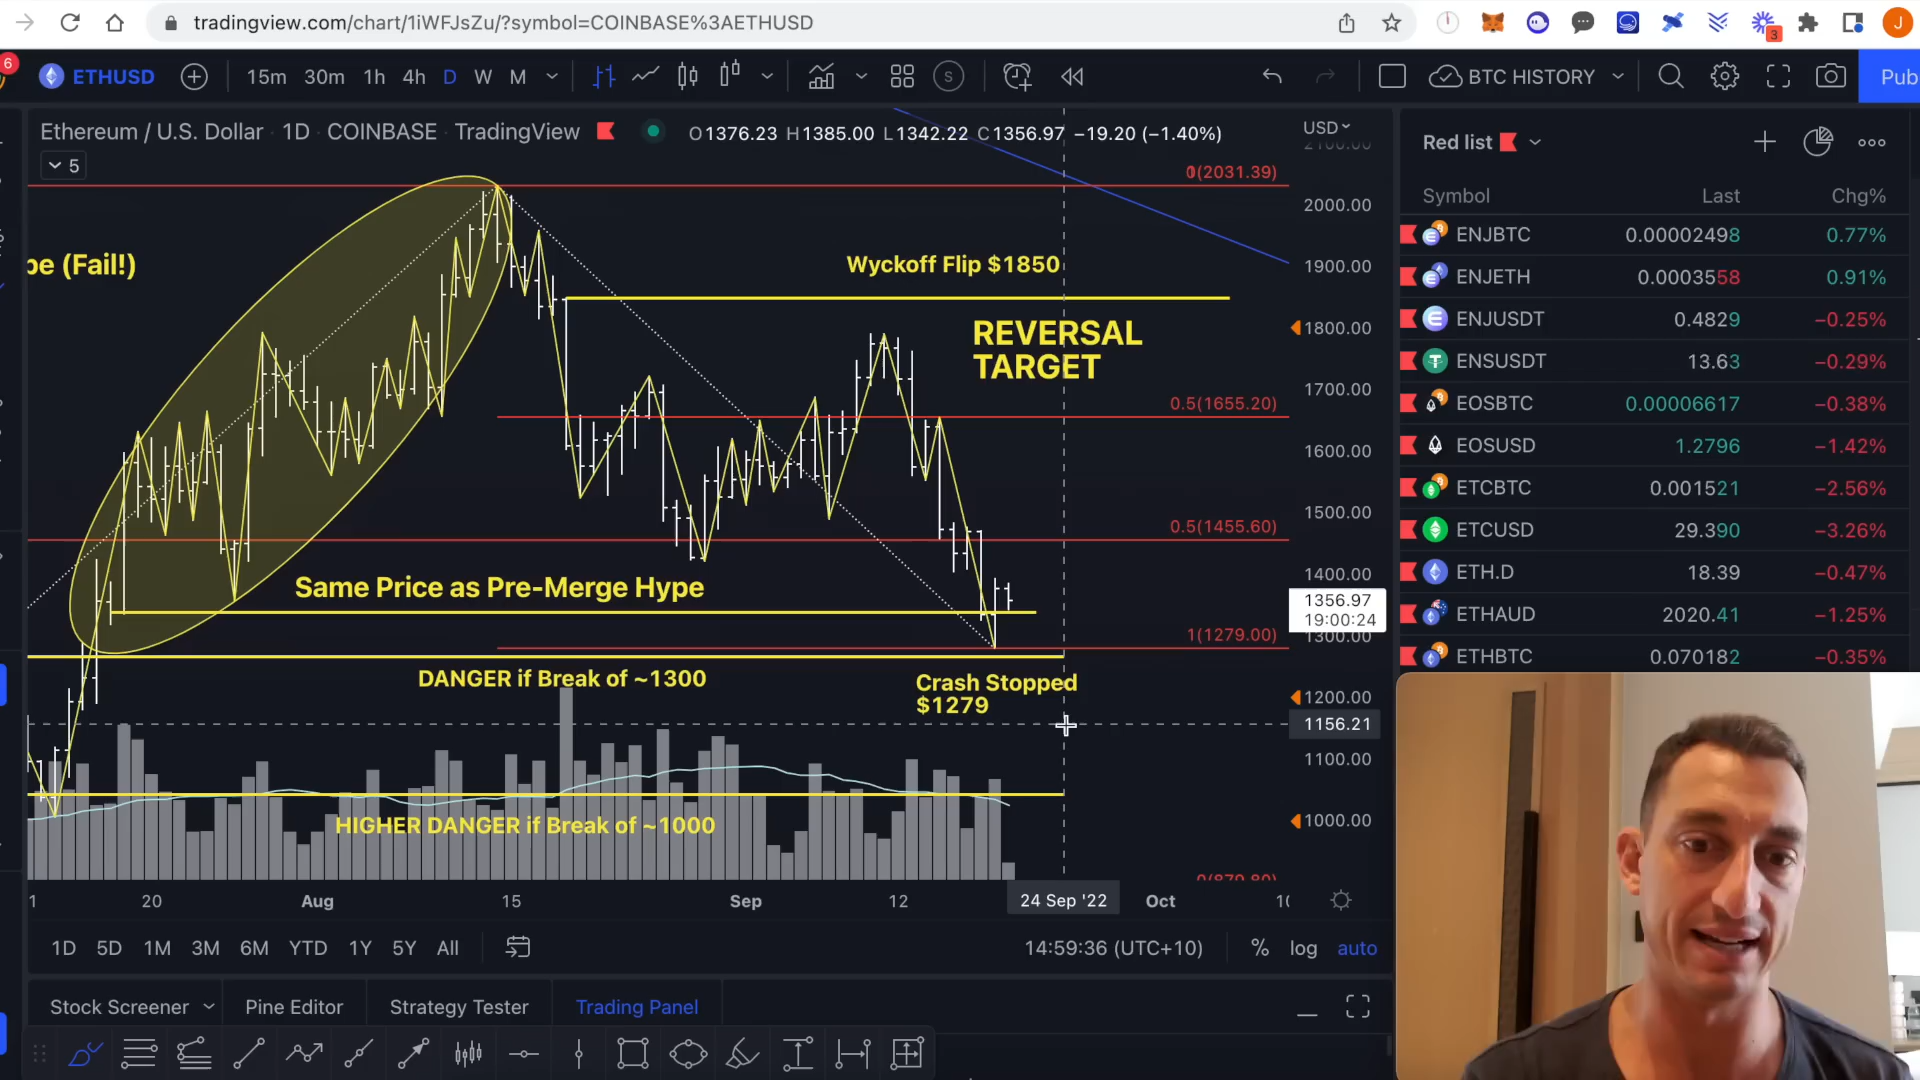 tradingview.com/chart/1iWFJsZu/?symbol=COINBASE%3AETHUSD
3
J
6
ETHUSD
15m 30m 1h 4h D W M
S
BTC HISTORY
Pub
Ethereum / U.S. Dollar · 1D · COINBASE · TradingView
O1376.23 H1385.00 L1342.22 C1356.97 −19.20 (−1.40%)
USD
5
(2031.39)
2000.00
1900.00
1800.00
1700.00
1600.00
1500.00
1400.00
1356.97
19:00:24
1300.00
1200.00
1156.21
1100.00
1000.00
pe (Fail!)
Wyckoff Flip $1850
REVERSAL
TARGET
0.5(1655.20)
0.5(1455.60)
Same Price as Pre-Merge Hype
1(1279.00)
DANGER if Break of ~1300
Crash Stopped
$1279
HIGHER DANGER if Break of ~1000
0(879.80)
1 20 Aug 15 Sep 12 24 Sep '22 Oct 10
1D 5D 1M 3M 6M YTD 1Y 5Y All
14:59:36 (UTC+10) % log auto
Stock Screener Pine Editor Strategy Tester Trading Panel
Red list
Symbol Last Chg%
ENJBTC 0.00002498 0.77%
ENJETH 0.0003558 0.91%
ENJUSDT 0.4829 −0.25%
ENSUSDT 13.63 −0.29%
EOSBTC 0.00006617 −0.38%
EOSUSD 1.2796 −1.42%
ETCBTC 0.001521 −2.56%
ETCUSD 29.390 −3.26%
ETH.D 18.39 −0.47%
ETHAUD 2020.41 −1.25%
ETHBTC 0.070182 −0.35%